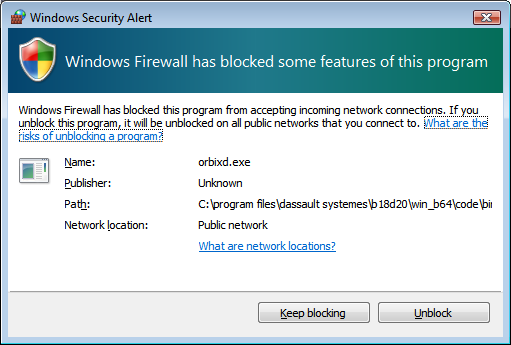 Windows Security Alert
Windows Firewall has blocked some features of this program
Windows Firewall has blocked this program from accepting incoming network connections. If you
unblock this program, it will be unblocked on all public networks that you connect to. What are the
risks of unblocking a program?
Name: orbixd.exe
Publisher: Unknown
Path: C:\program files\dassault systemes\b18d20\win_b64\code\bin
Network location: Public network
What are network locations?
Keep blocking Unblock